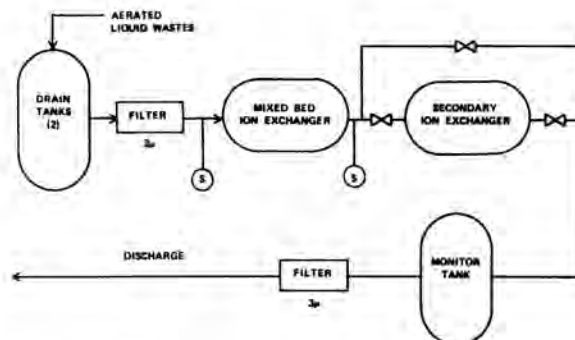 AERATED
LIQUID WASTES
DRAIN
TANKS
(2)
FILTER
3μ
MIXED BED
ION EXCHANGER
SECONDARY
ION EXCHANGER
S
S
DISCHARGE
FILTER
3μ
MONITOR
TANK